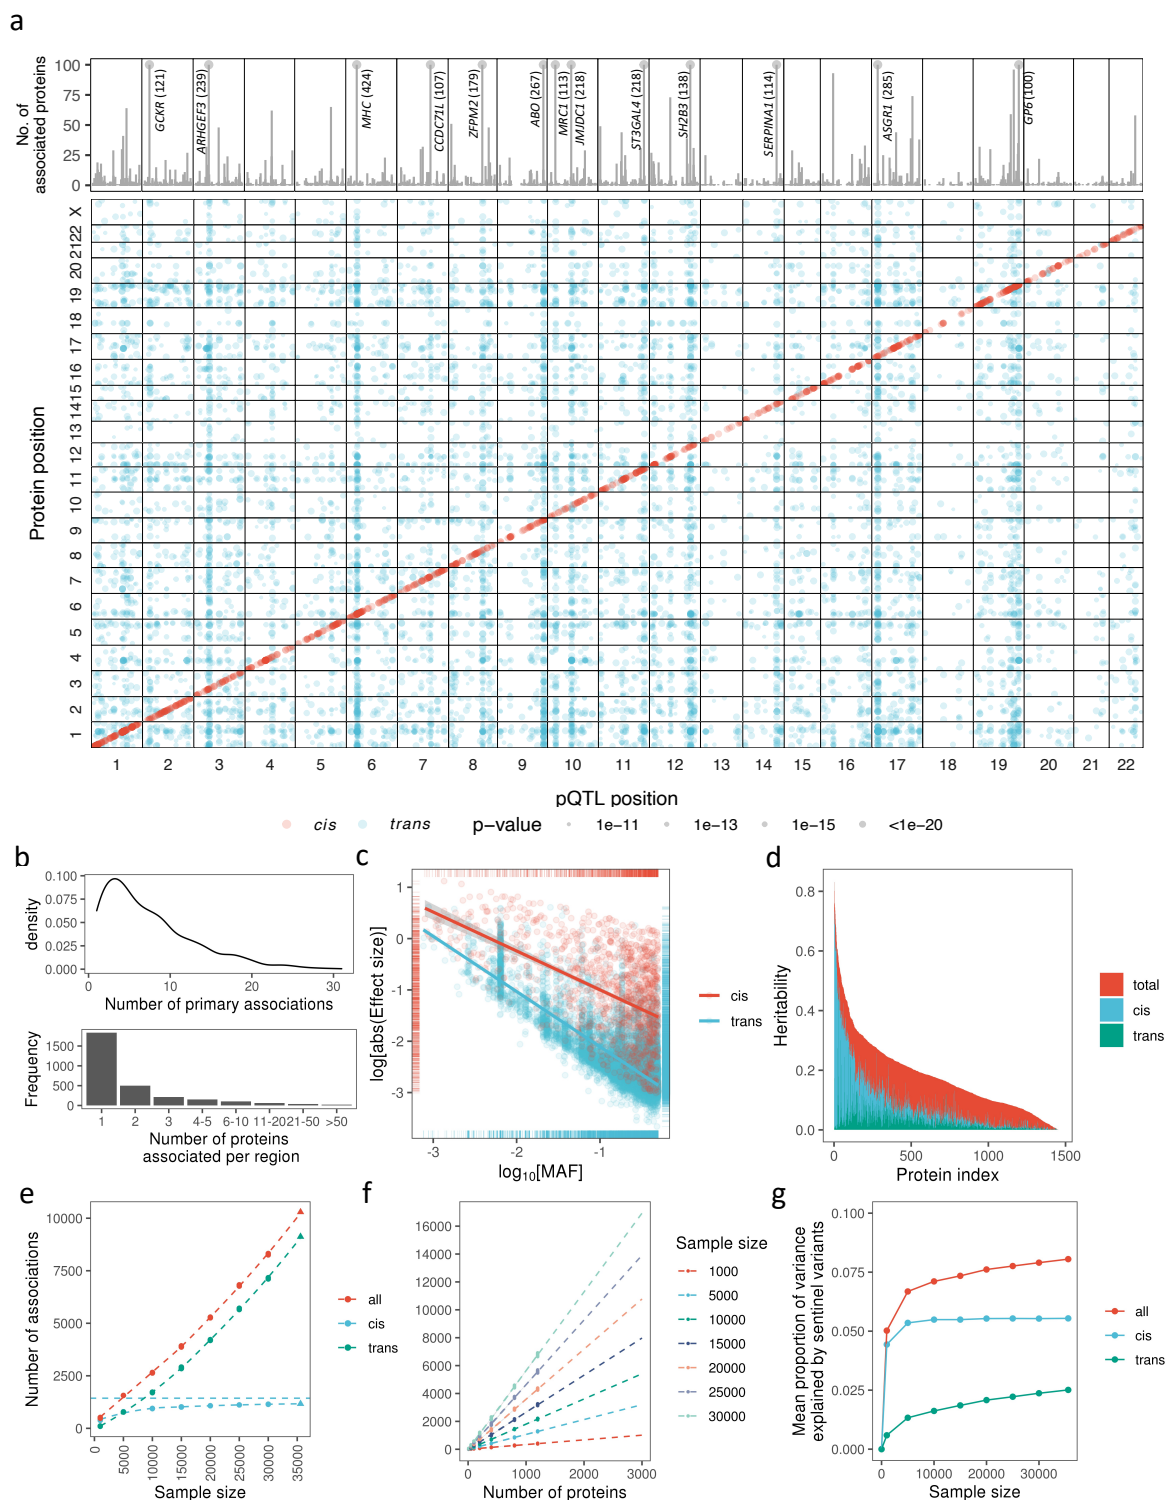 a
No. of
associated proteins
100
75
50
25
0
GCKR (121)
ARHGEF3 (239)
MHC (424)
CCDC71L (107)
ZFPM2 (179)
ABO (267)
MRC1 (113)
JMJDC1 (218)
ST3GAL4 (218)
SH2B3 (138)
SERPINA1 (114)
ASGR1 (285)
GP6 (100)
Protein position
X
22
21
20
19
18
17
16
15
14
13
12
11
10
9
8
7
6
5
4
3
2
1
1 2 3 4 5 6 7 8 9 10 11 12 13 14 15 16 17 18 19 20 21 22
pQTL position
cis trans p−value 1e−11 1e−13 1e−15 <1e−20
b
density
0.100
0.075
0.050
0.025
0.000
0 10 20 30
Number of primary associations
Frequency
1500
1000
500
0
1 2 3 4-5 6-10 11-20 21-50 >50
Number of proteins
associated per region
c
log[abs(Effect size)]
1
0
-1
-2
-3
-3 -2 -1
log10[MAF]
cis
trans
d
Heritability
0.8
0.6
0.4
0.2
0.0
0 500 1000 1500
Protein index
total
cis
trans
e
Number of associations
10000
7500
5000
2500
0
0 5000 10000 15000 20000 25000 30000 35000
Sample size
all
cis
trans
f
16000
14000
12000
10000
8000
6000
4000
2000
0
0 1000 2000 3000
Number of proteins
Sample size
1000
5000
10000
15000
20000
25000
30000
g
Mean proportion of variance
explained by sentinel variants
0.100
0.075
0.050
0.025
0.000
0 10000 20000 30000
Sample size
all
cis
trans